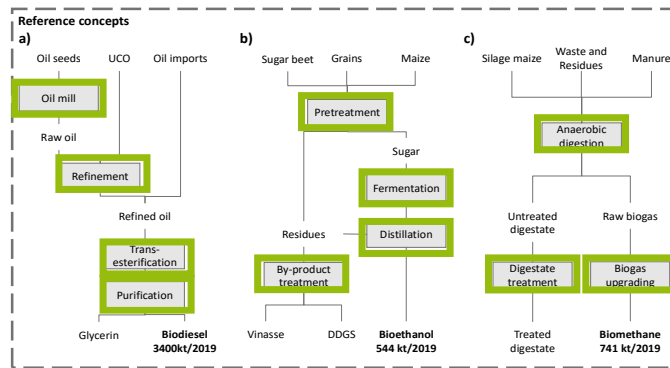 Reference concepts
a)
Oil seeds
UCO
Oil imports
Oil mill
Raw oil
Refinement
Refined oil
Trans-
esterification
Purification
Glycerin
Biodiesel
3400kt/2019
b)
Sugar beet
Grains
Maize
Pretreatment
Sugar
Fermentation
Residues
Distillation
By-product
treatment
Vinasse
DDGS
Bioethanol
544 kt/2019
c)
Silage maize
Waste and
Residues
Manure
Anaerobic
digestion
Untreated
digestate
Raw biogas
Digestate
treatment
Biogas
upgrading
Treated
digestate
Biomethane
741 kt/2019